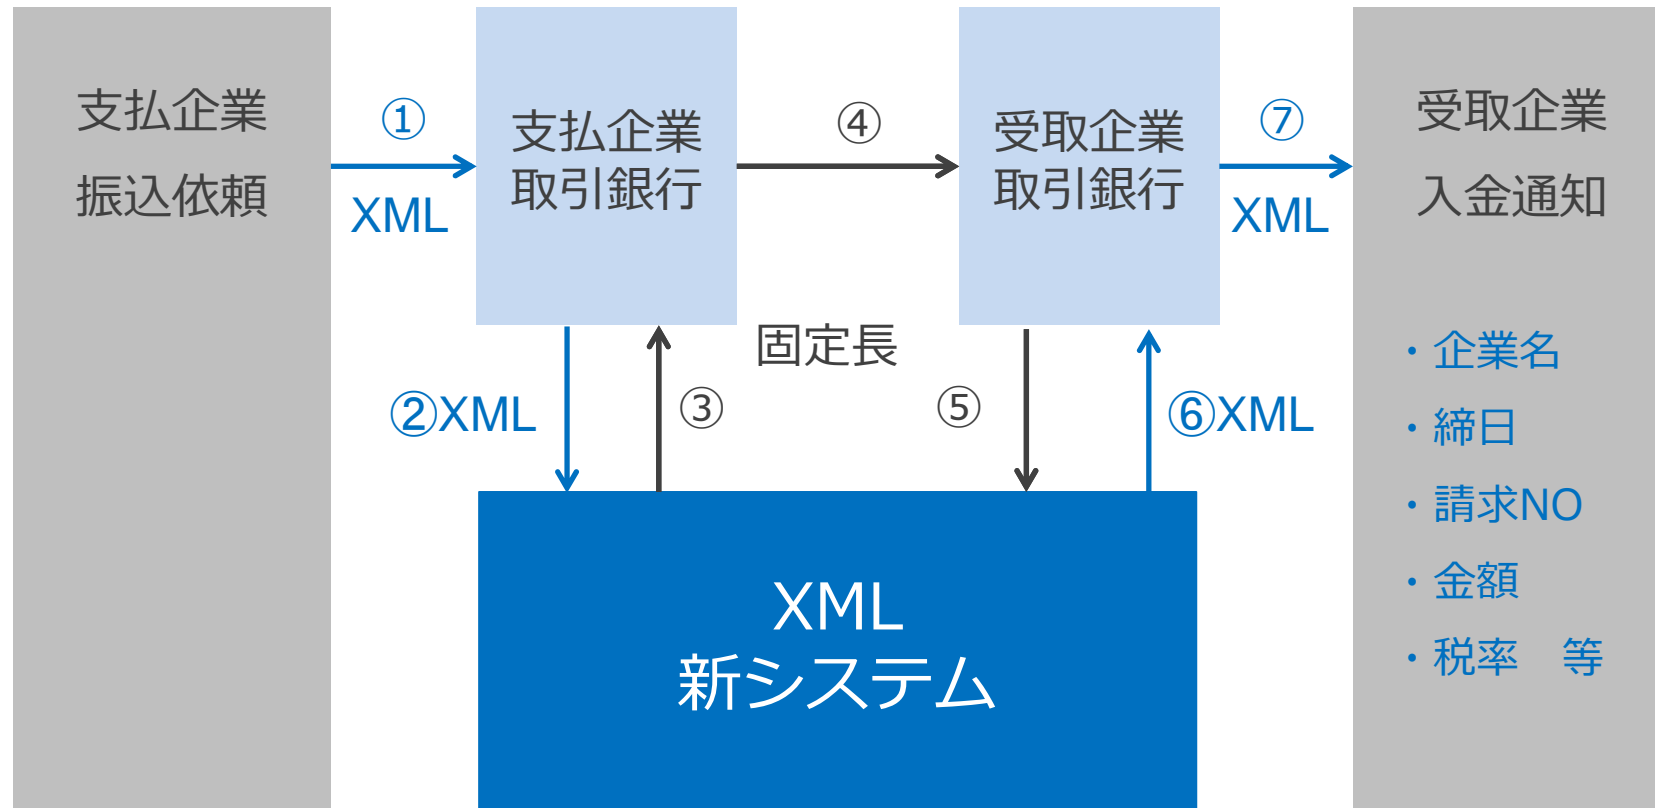 支払企業
振込依頼
①
XML
支払企業
取引銀行
④
受取企業
取引銀行
⑦
XML
受取企業
入金通知
固定長
②XML
③
⑤
⑥XML
・企業名
・締日
・請求NO
・金額
・税率　等
XML
新システム